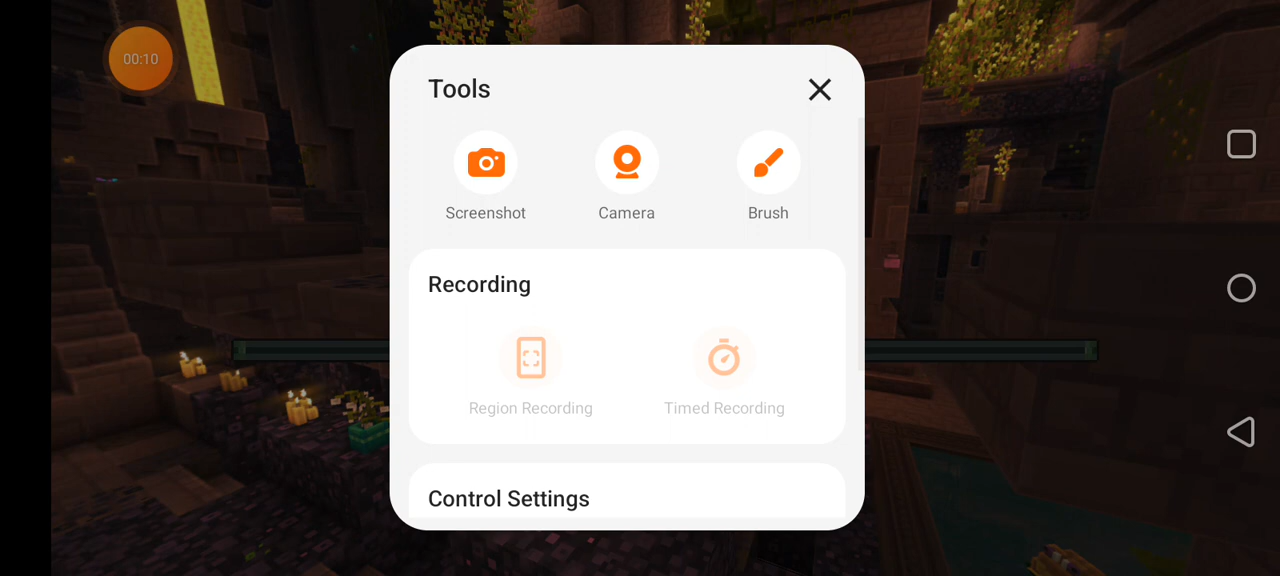 00:10
Tools
Screenshot
Camera
Brush
Recording
Region Recording
Timed Recording
Control Settings